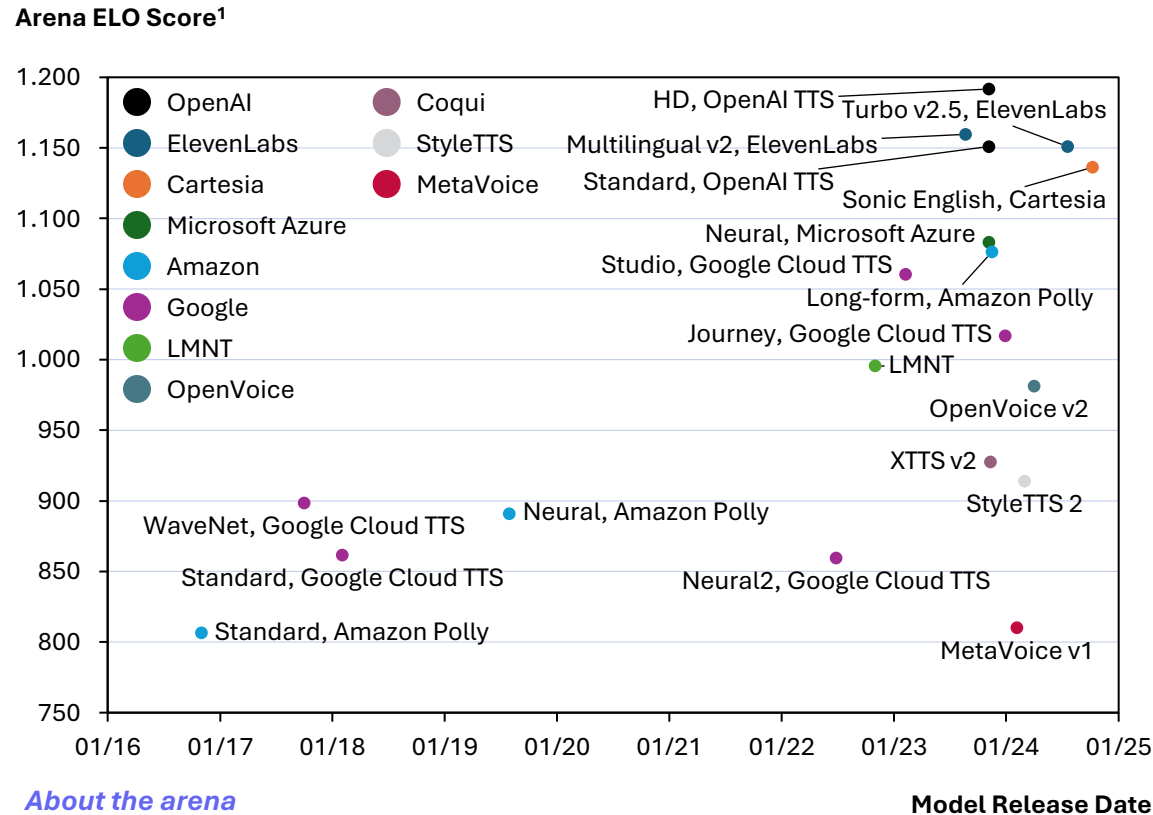 Arena ELO Score¹
1.200
1.150
1.100
1.050
1.000
950
900
850
800
750
OpenAI
ElevenLabs
Cartesia
Microsoft Azure
Amazon
Google
LMNT
OpenVoice
Coqui
StyleTTS
MetaVoice
HD, OpenAI TTS
Turbo v2.5, ElevenLabs
Multilingual v2, ElevenLabs
Standard, OpenAI TTS
Sonic English, Cartesia
Neural, Microsoft Azure
Studio, Google Cloud TTS
Long-form, Amazon Polly
Journey, Google Cloud TTS
LMNT
OpenVoice v2
XTTS v2
StyleTTS 2
WaveNet, Google Cloud TTS
Neural, Amazon Polly
Standard, Google Cloud TTS
Neural2, Google Cloud TTS
Standard, Amazon Polly
MetaVoice v1
01/16
01/17
01/18
01/19
01/20
01/21
01/22
01/23
01/24
01/25
About the arena
Model Release Date